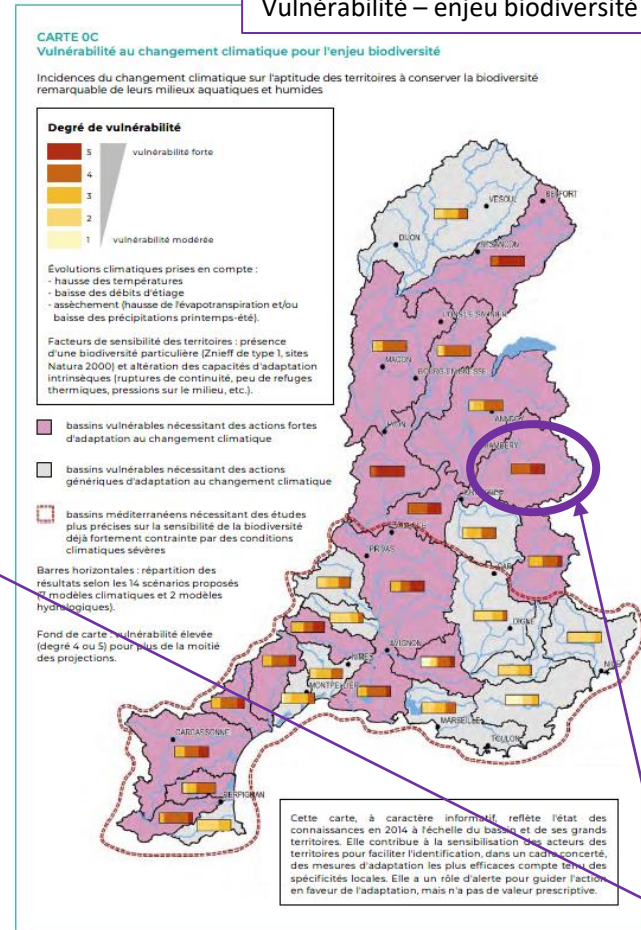 Vulnérabilité – enjeu biodiversité
CARTE 0C
Vulnérabilité au changement climatique pour l'enjeu biodiversité
Incidences du changement climatique sur l'aptitude des territoires à conserver la biodiversité
remarquable de leurs milieux aquatiques et humides
Degré de vulnérabilité
5 vulnérabilité forte
4
3
2
1 vulnérabilité modérée
Évolutions climatiques prises en compte :
- hausse des températures
- baisse des débits d'étiage
- assèchement (hausse de l'évapotranspiration et/ou
baisse des précipitations printemps-été).
Facteurs de sensibilité des territoires : présence
d'une biodiversité particulière (Znieff de type 1, sites
Natura 2000) et altération des capacités d'adaptation
intrinsèques (ruptures de continuité, peu de refuges
thermiques, pressions sur le milieu, etc.).
bassins vulnérables nécessitant des actions fortes
d'adaptation au changement climatique
bassins vulnérables nécessitant des actions
génériques d'adaptation au changement climatique
bassins méditerranéens nécessitant des études
plus précises sur la sensibilité de la biodiversité
déjà fortement contrainte par des conditions
climatiques sévères
Barres horizontales : répartition des
résultats selon les 14 scénarios proposés
(7 modèles climatiques et 2 modèles
hydrologiques).
Fond de carte : vulnérabilité élevée
(degré 4 ou 5) pour plus de la moitié
des projections.
VESOUL
BELFORT
DIJON
BESANCON
LONS-LE-SAUNIER
MACON
BOURG-EN-BRESSE
ANNECY
LYON
CHAMBERY
GRENOBLE
VALENCE
PRIVAS
GAP
DIGNE
AVIGNON
NIMES
NICE
MONTPELLIER
MARSEILLE
TOULON
CARCASSONNE
PERPIGNAN
Cette carte, à caractère informatif, reflète l'état des
connaissances en 2014 à l'échelle du bassin et de ses grands
territoires. Elle contribue à la sensibilisation des acteurs des
territoires pour faciliter l'identification, dans un cadre concerté,
des mesures d'adaptation les plus efficaces compte tenu des
spécificités locales. Elle a un rôle d'alerte pour guider l'action
en faveur de l'adaptation, mais n'a pas de valeur prescriptive.